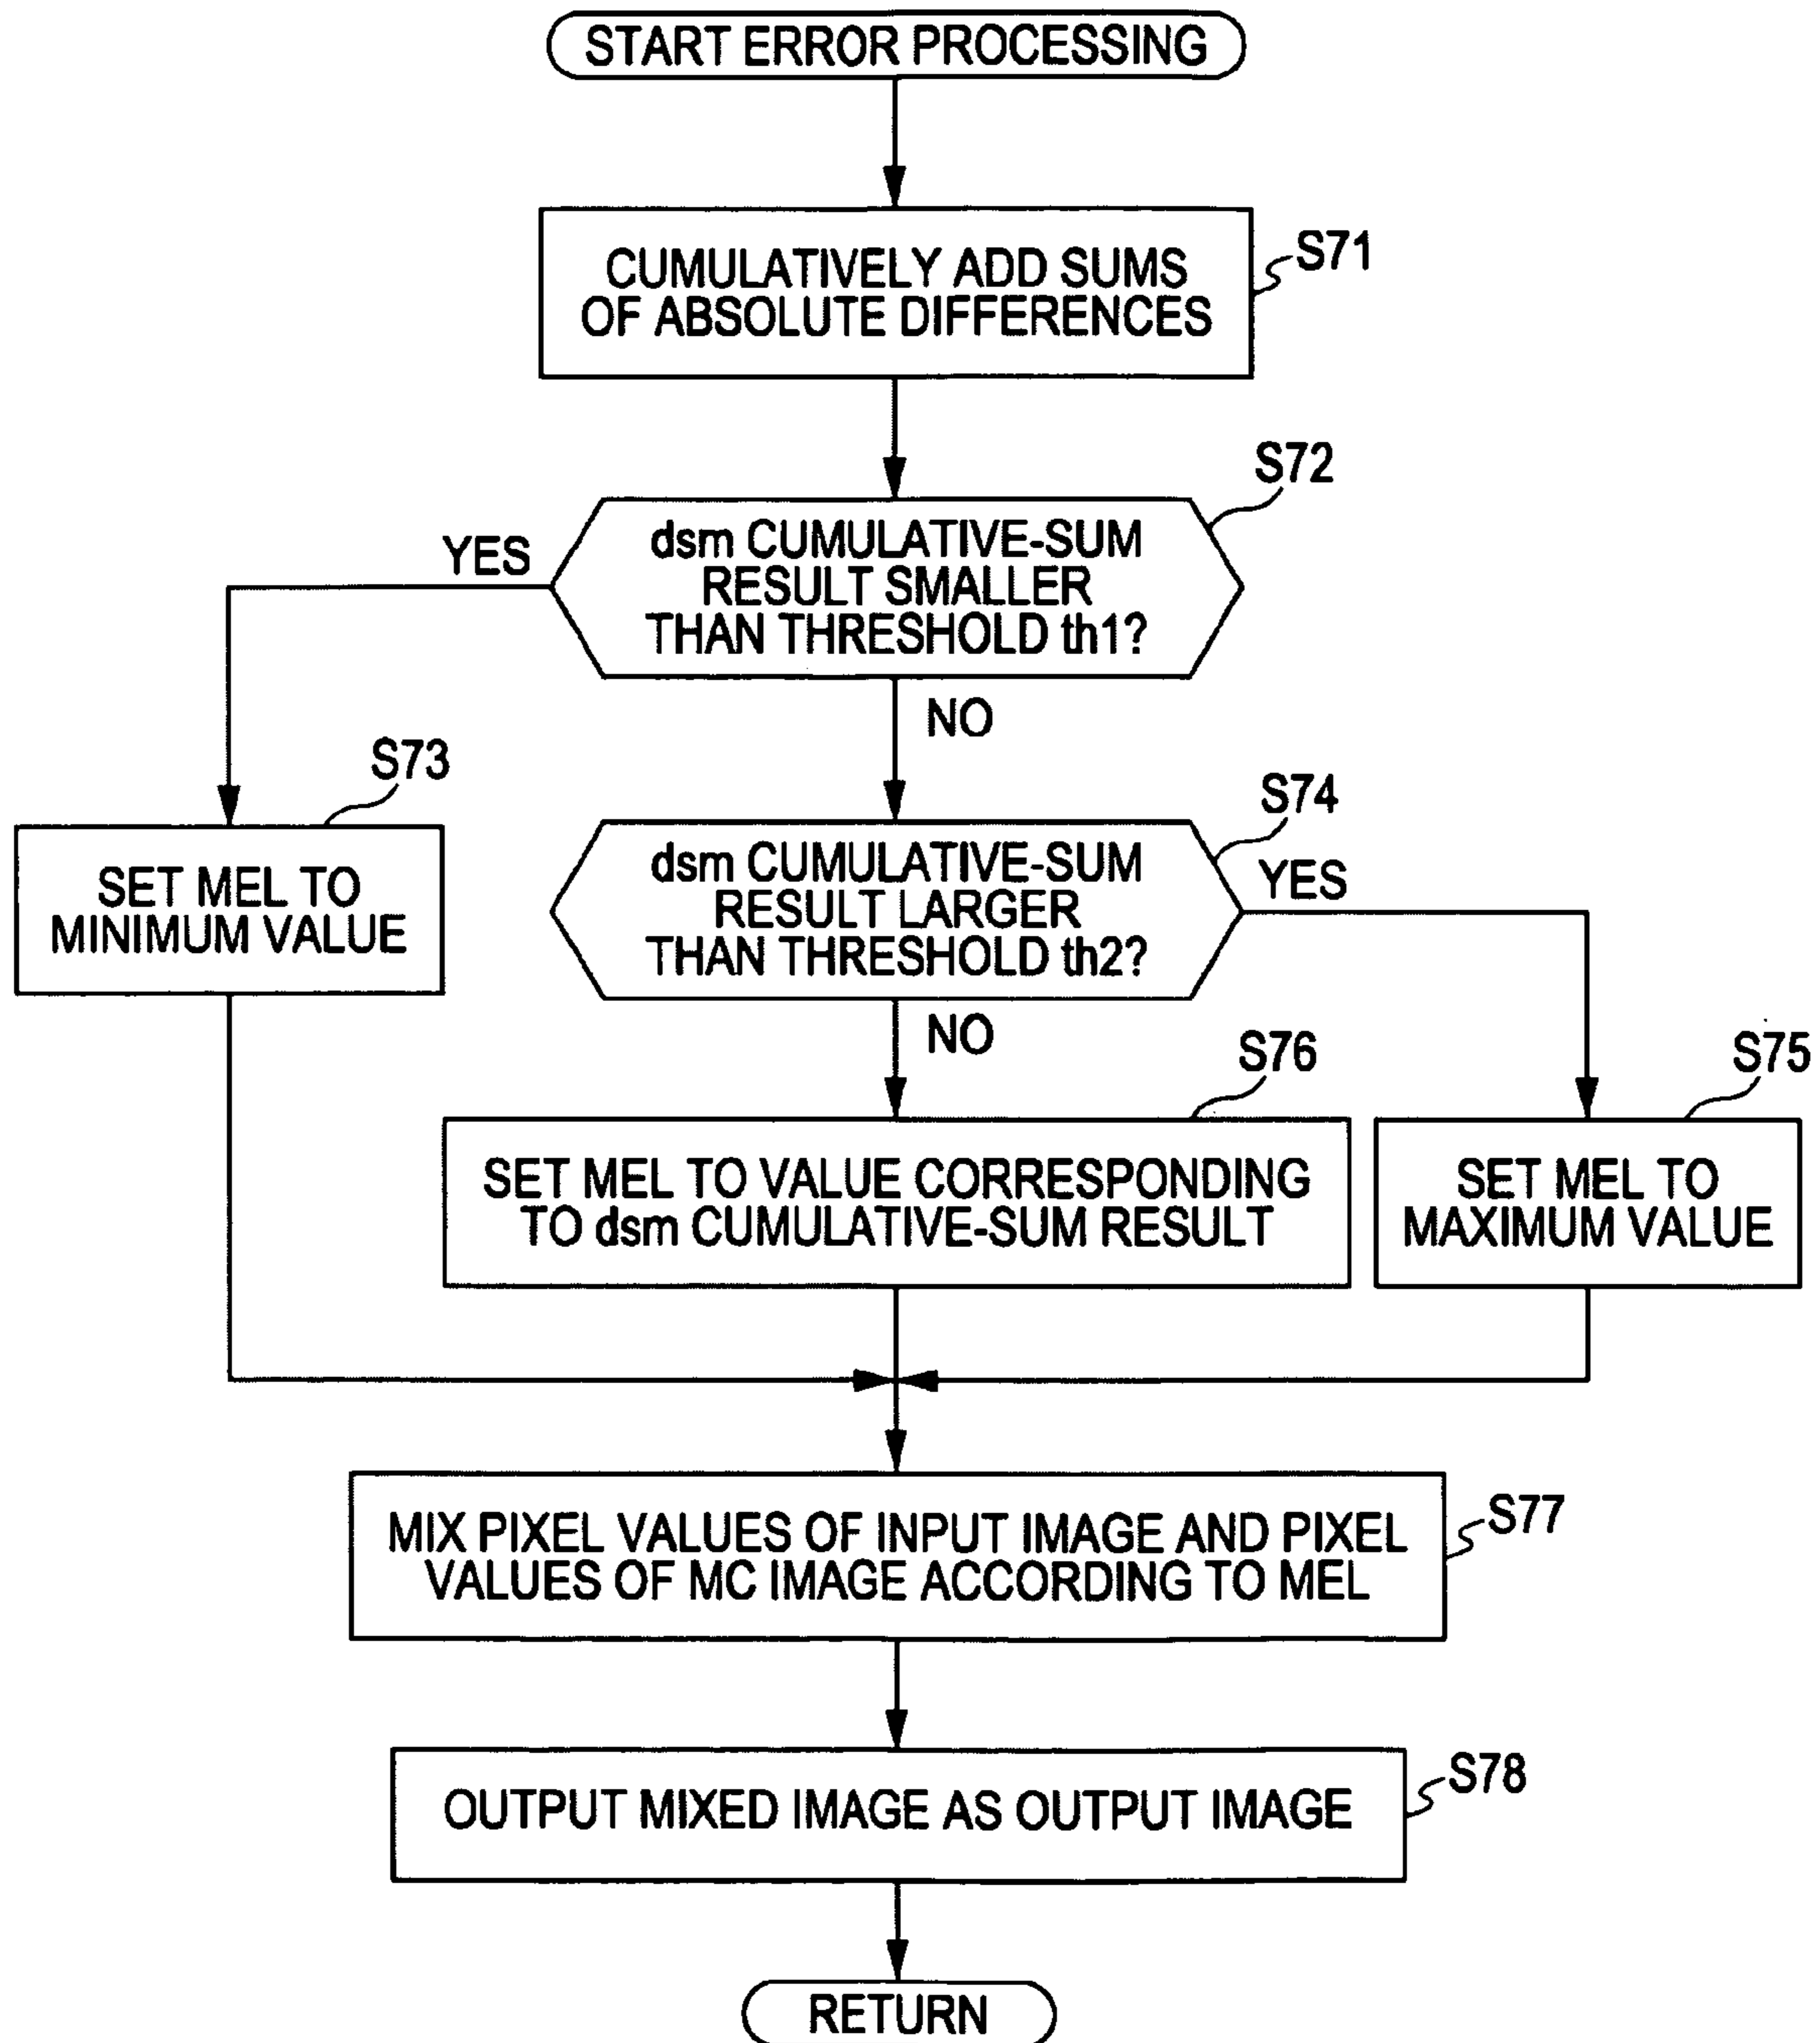 START ERROR PROCESSING
CUMULATIVELY ADD SUMS
OF ABSOLUTE DIFFERENCES
S71
S72
dsm CUMULATIVE-SUM
RESULT SMALLER
THAN THRESHOLD th1?
YES
NO
S73
SET MEL TO
MINIMUM VALUE
S74
dsm CUMULATIVE-SUM
RESULT LARGER
THAN THRESHOLD th2?
YES
NO
S76
SET MEL TO VALUE CORRESPONDING
TO dsm CUMULATIVE-SUM RESULT
S75
SET MEL TO
MAXIMUM VALUE
MIX PIXEL VALUES OF INPUT IMAGE AND PIXEL
VALUES OF MC IMAGE ACCORDING TO MEL
S77
OUTPUT MIXED IMAGE AS OUTPUT IMAGE
S78
RETURN